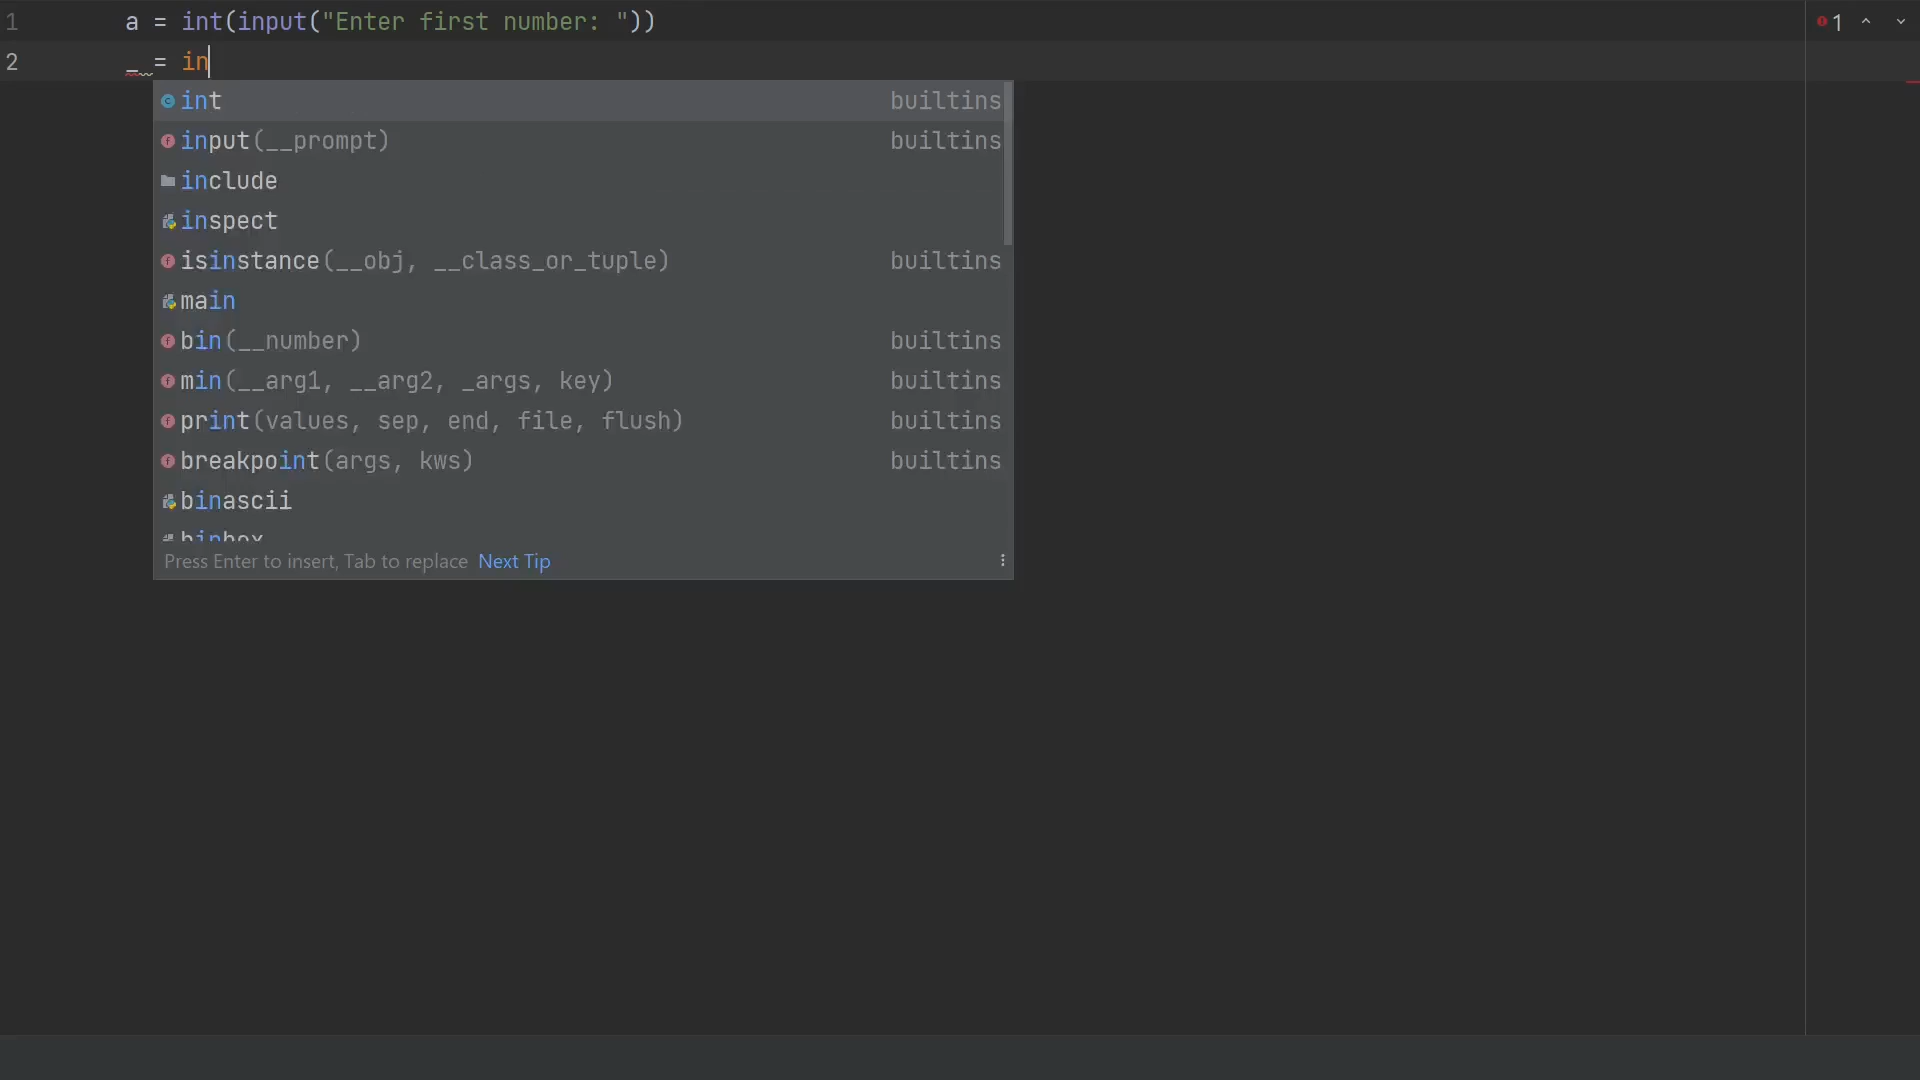 1 a = int(input("Enter first number: "))
1
2 _ = in
int builtins
input(__prompt) builtins
include
inspect
isinstance(__obj, __class_or_tuple) builtins
main
bin(__number) builtins
min(__arg1, __arg2, _args, key) builtins
print(values, sep, end, file, flush) builtins
breakpoint(args, kws) builtins
binascii
binhex
Press Enter to insert, Tab to replace Next Tip